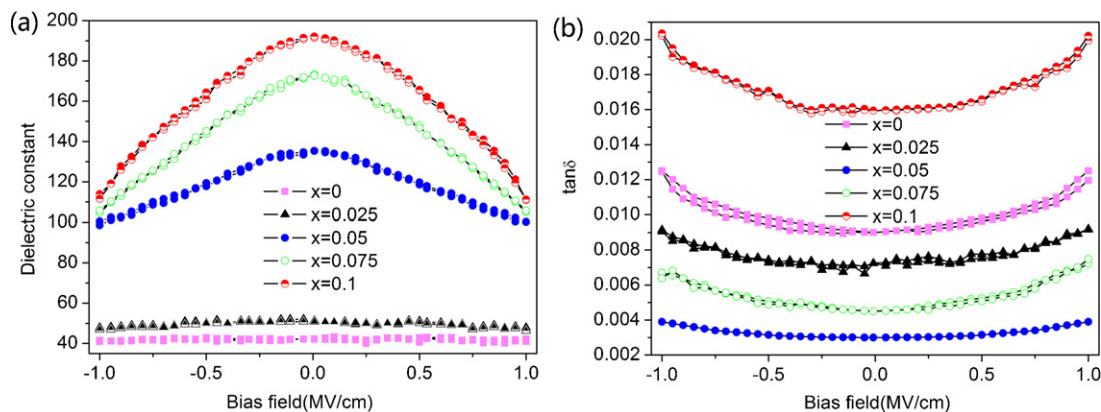 (a)
200
180
160
140
120
100
80
60
40
Dielectric constant
x=0
x=0.025
x=0.05
x=0.075
x=0.1
-1.0 -0.5 0.0 0.5 1.0
Bias field(MV/cm)
(b)
0.020
0.018
0.016
0.014
0.012
0.010
0.008
0.006
0.004
0.002
tanδ
x=0
x=0.025
x=0.05
x=0.075
x=0.1
-1.0 -0.5 0.0 0.5 1.0
Bias field(MV/cm)